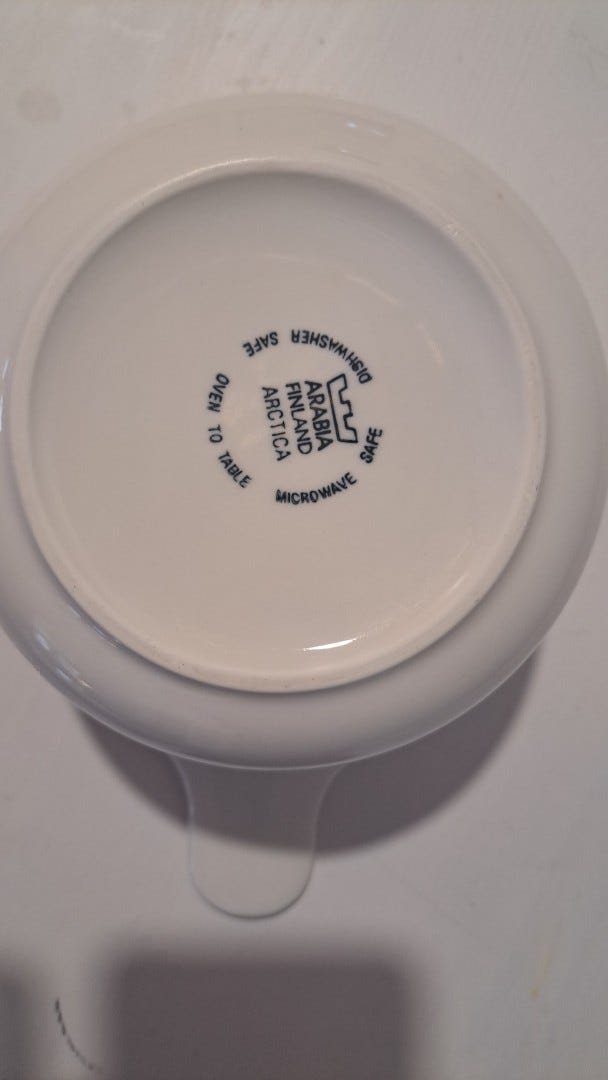 ARABIA
FINLAND
ARCTICA
DISHWASHER SAFE
MICROWAVE SAFE
OVEN TO TABLE